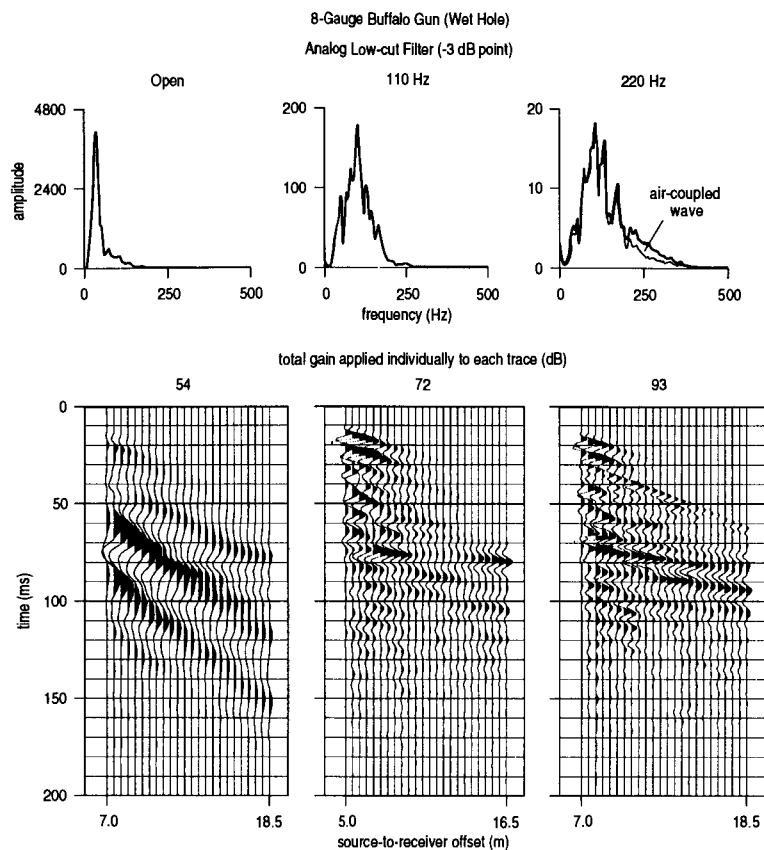 8-Gauge Buffalo Gun (Wet Hole)
Analog Low-cut Filter (-3 dB point)
Open 110 Hz 220 Hz
amplitude
4800
2400
0
0 250 500
200
100
0
0 250 500
20
10
0
0 250 500
air-coupled
wave
frequency (Hz)
total gain applied individually to each trace (dB)
54 72 93
time (ms)
0
50
100
150
200
7.0 18.5 5.0 16.5 7.0 18.5
source-to-receiver offset (m)